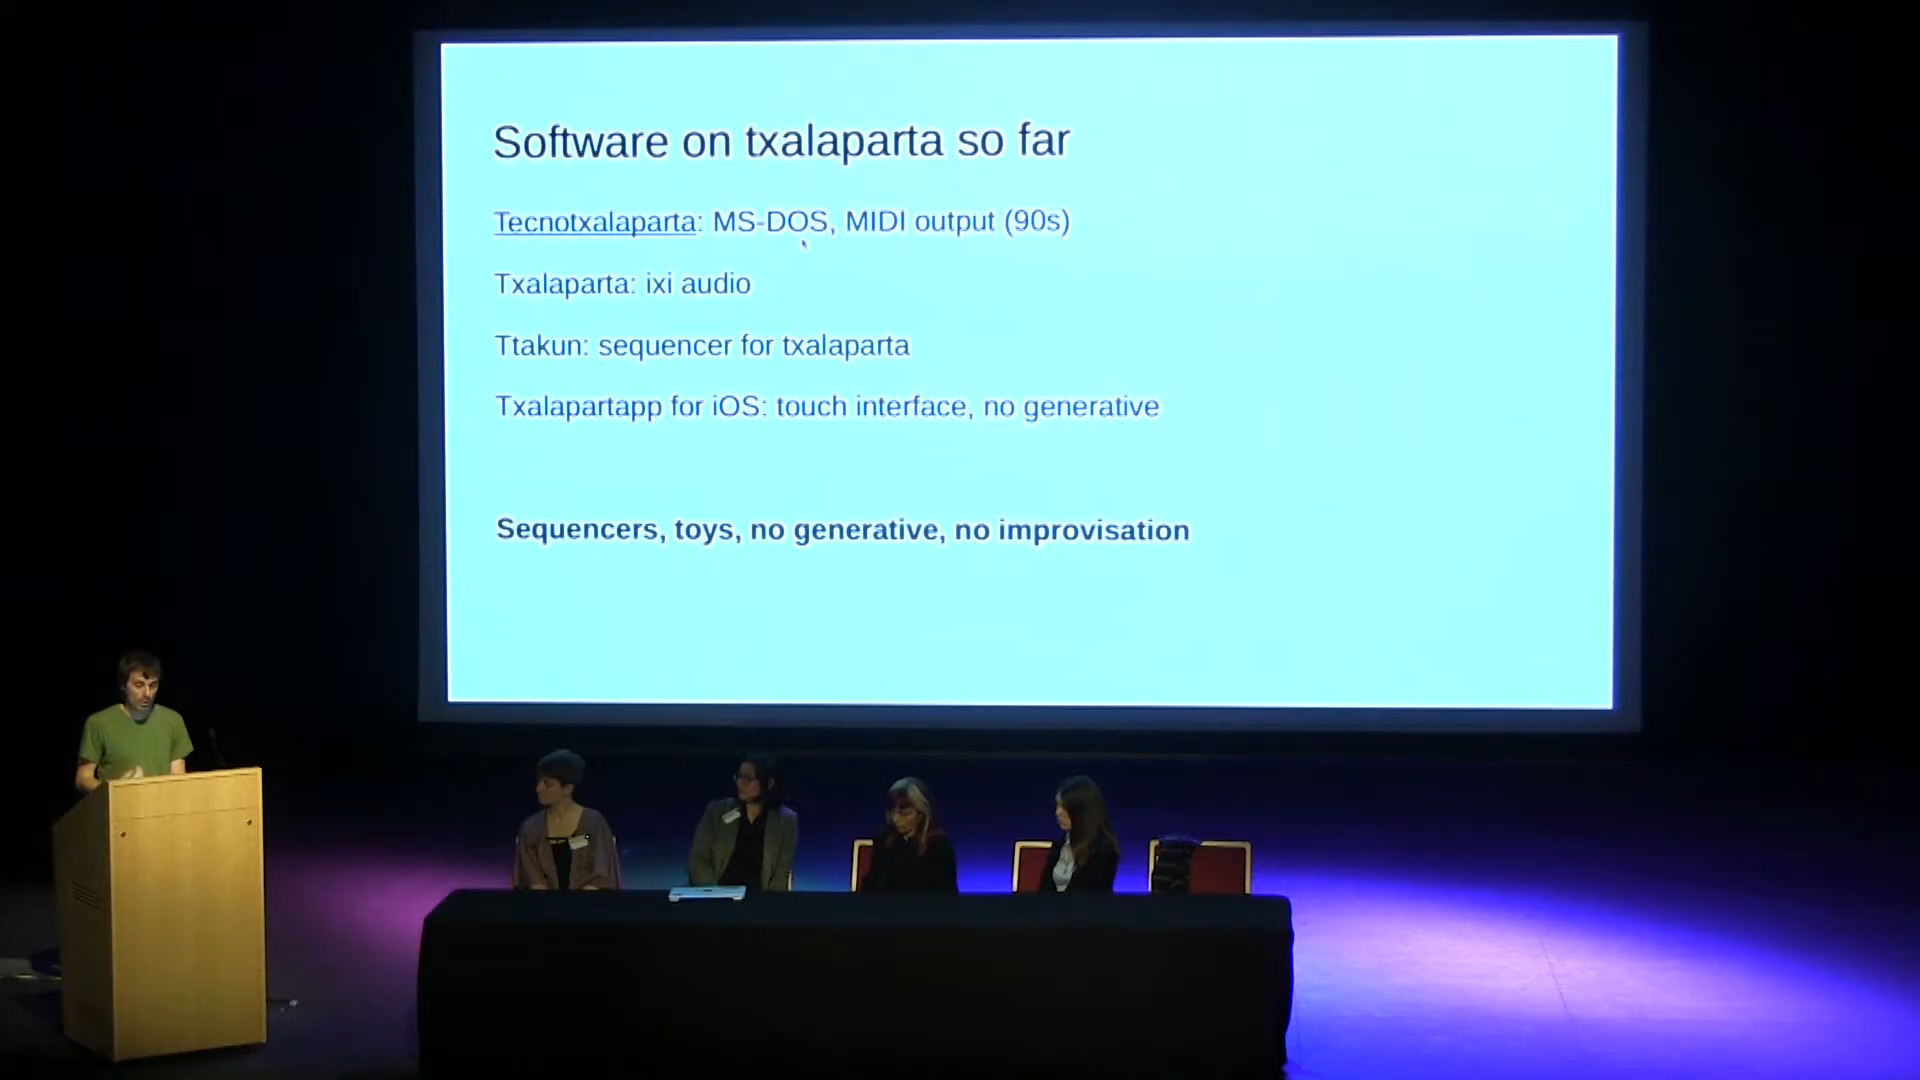 Software on txalaparta so far
Tecnotxalaparta: MS-DOS, MIDI output (90s)
Txalaparta: ixi audio
Ttakun: sequencer for txalaparta
Txalapartapp for iOS: touch interface, no generative
Sequencers, toys, no generative, no improvisation